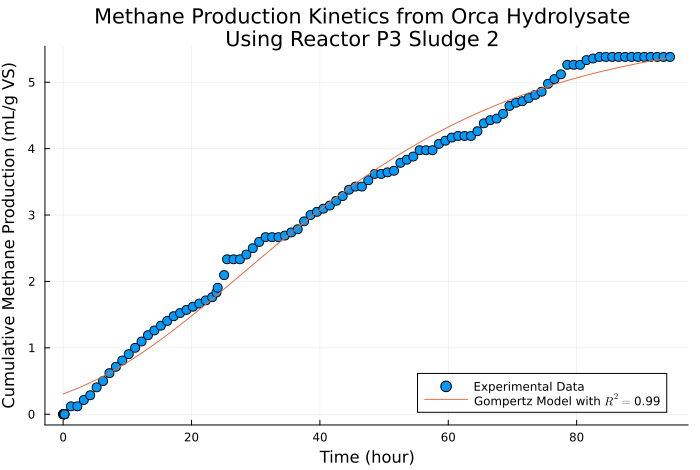 Methane Production Kinetics from Orca Hydrolysate
Using Reactor P3 Sludge 2
Cumulative Methane Production (mL/g VS)
5
4
3
2
1
0
0 20 40 60 80
Time (hour)
Experimental Data
Gompertz Model with R² = 0.99